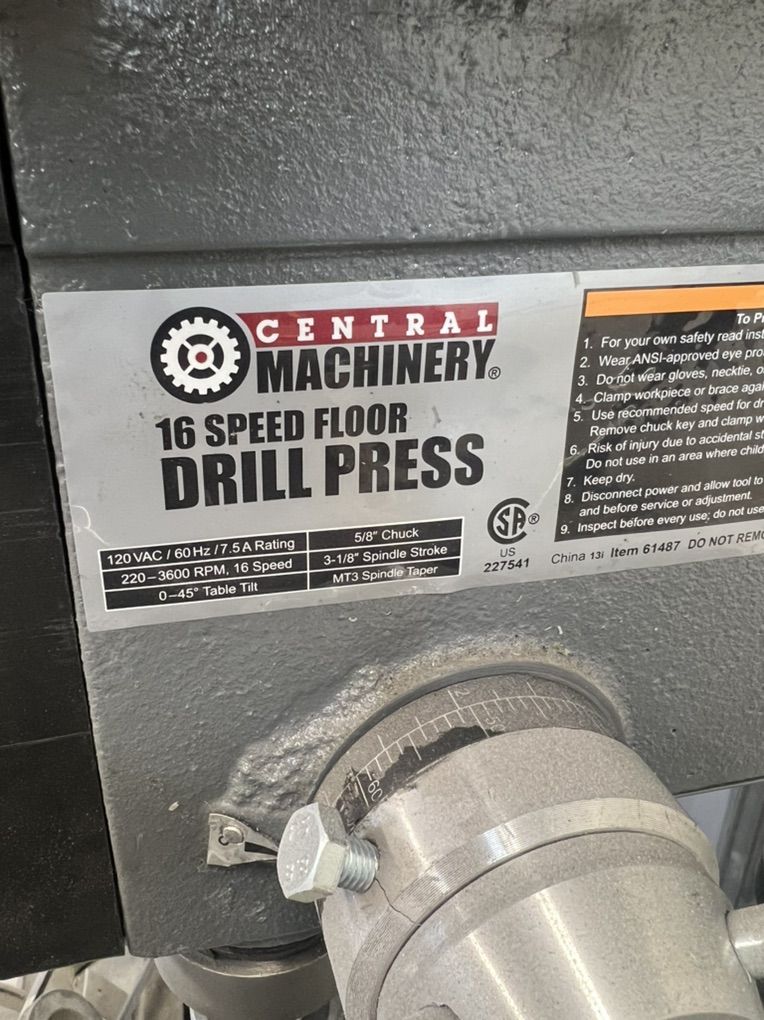 CENTRAL
MACHINERY®
16 SPEED FLOOR
DRILL PRESS
120 VAC / 60 Hz / 7.5 A Rating
5/8" Chuck
220–3600 RPM, 16 Speed
3-1/8" Spindle Stroke
0–45° Table Tilt
MT3 Spindle Taper
SA®
US
227541
To
1. For your own safety read
2. Wear ANSI-approved eye
3. Do not wear gloves, necktie,
4. Clamp workpiece or brace
5. Use recommended speed for
Remove chuck key and clamp
6. Risk of injury due to accidental
Do not use in an area where
7. Keep dry.
8. Disconnect power and allow tool to
and before service or adjustment.
9. Inspect before every use; do not use
China 13i Item 61487 DO NOT
60